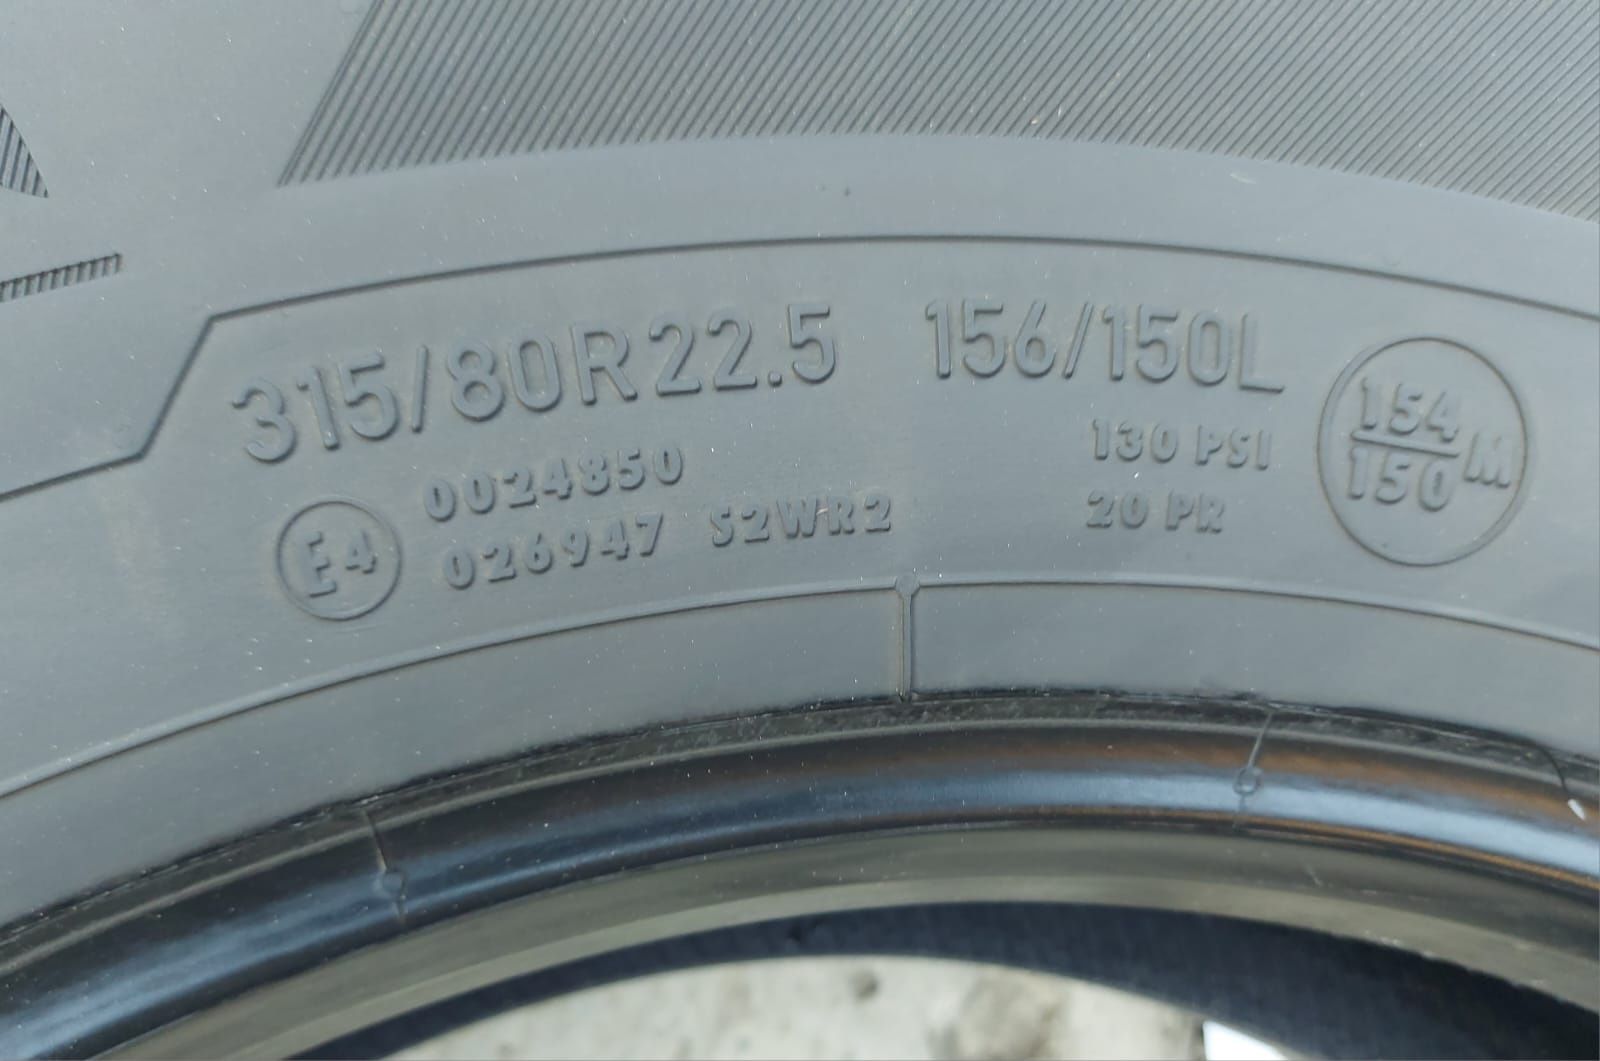 315/80R22.5 156/150L
0024850 130 PSI
E4 026947 S2WR2 20 PR
154
150 M